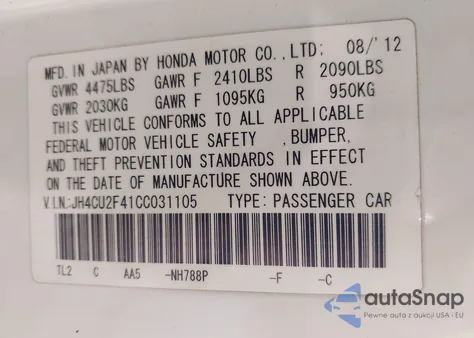 MFD. IN JAPAN BY HONDA MOTOR CO., LTD: 08/'12
GVWR 4475LBS GAWR F 2410LBS R 2090LBS
GVWR 2030KG GAWR F 1095KG R 950KG
THIS VEHICLE CONFORMS TO ALL APPLICABLE
FEDERAL MOTOR VEHICLE SAFETY , BUMPER,
AND THEFT PREVENTION STANDARDS IN EFFECT
ON THE DATE OF MANUFACTURE SHOWN ABOVE.
V.I.N:JH4CU2F41CC031105 TYPE: PASSENGER CAR
TL2 C AA5 -NH788P -F -C
autoSnap
Pewne auta z aukcji USA i EU